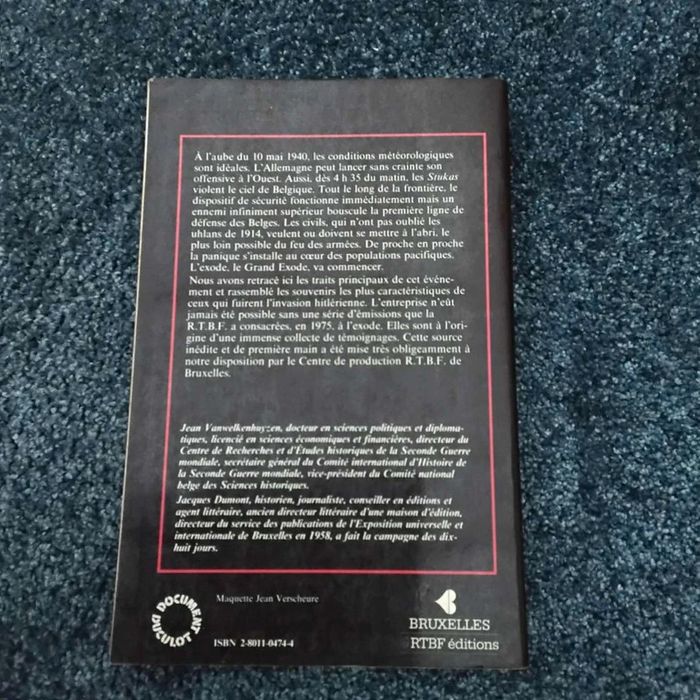 À l'aube du 10 mai 1940, les conditions météorologiques
sont idéales. L'Allemagne peut lancer sans crainte son
offensive à l'Ouest. Aussi, dès 4 h 35 du matin, les Stukas
violent le ciel de Belgique. Tout le long de la frontière, le
dispositif de sécurité fonctionne immédiatement mais un
ennemi infiniment supérieur bouscule la première ligne de
défense des Belges. Les civils, qui n'ont pas oublié les
uhlans de 1914, veulent ou doivent se mettre à l'abri, le
plus loin possible du feu des armées. De proche en proche
la panique s'installe au cœur des populations pacifiques.
L'exode, le Grand Exode, va commencer.
Nous avons retracé ici les traits principaux de cet événe-
ment et rassemblé les souvenirs les plus caractéristiques de
ceux qui fuirent l'invasion hitlérienne. L'entreprise n'eût
jamais été possible sans une série d'émissions que la
R.T.B.F. a consacrées, en 1975, à l'exode. Elles sont à l'ori-
gine d'une immense collecte de témoignages. Cette source
inédite et de première main a été mise très obligeamment à
notre disposition par le Centre de production R.T.B.F. de
Bruxelles.
Jean Vanwelkenhuyzen, docteur en sciences politiques et diploma-
tiques, licencié en sciences économiques et financières, directeur du
Centre de Recherches et d'Études historiques de la Seconde Guerre
mondiale, secrétaire général du Comité international d'Histoire de
la Seconde Guerre mondiale, vice-président du Comité national
belge des Sciences historiques.
Jacques Dumont, historien, journaliste, conseiller en éditions et
agent littéraire, ancien directeur littéraire d'une maison d'édition,
directeur du service des publications de l'Exposition universelle et
internationale de Bruxelles en 1958, a fait la campagne des dix-
huit jours.
DOCUMENT
DUCULOT
Maquette Jean Verscheure
ISBN 2-8011-0474-4
BRUXELLES
RTBF éditions